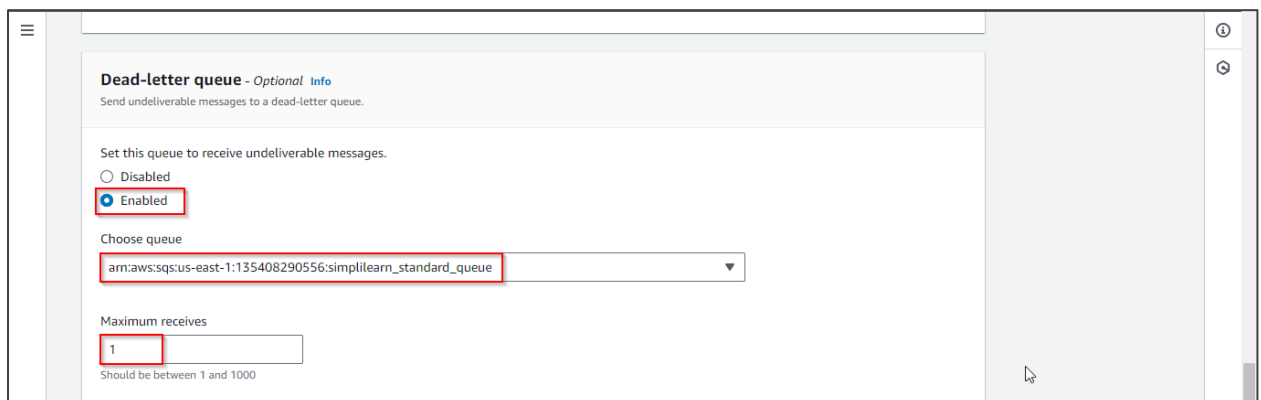 Dead-letter queue - Optional Info
Send undeliverable messages to a dead-letter queue.
Set this queue to receive undeliverable messages.
Disabled
Enabled
Choose queue
arn:aws:sqs:us-east-1:135408290556:simplilearn_standard_queue
Maximum receives
1
Should be between 1 and 1000